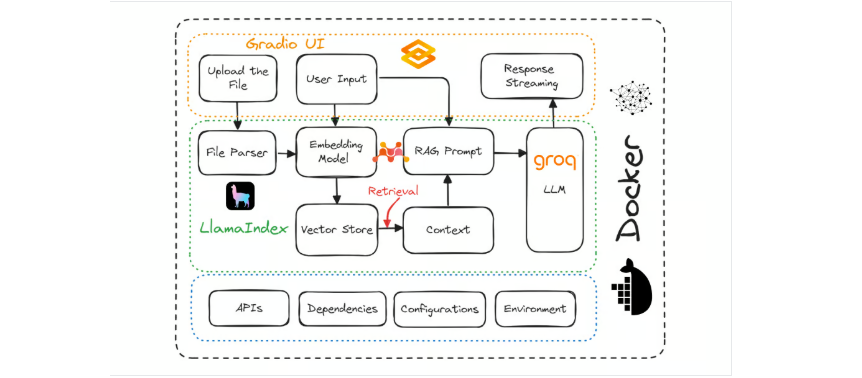 Gradio UI
Upload the
File
User Input
Response
Streaming
File Parser
Embedding
Model
RAG Prompt
groq
LLM
Retrieval
LlamaIndex
Vector Store
Context
Docker
APIs
Dependencies
Configurations
Environment